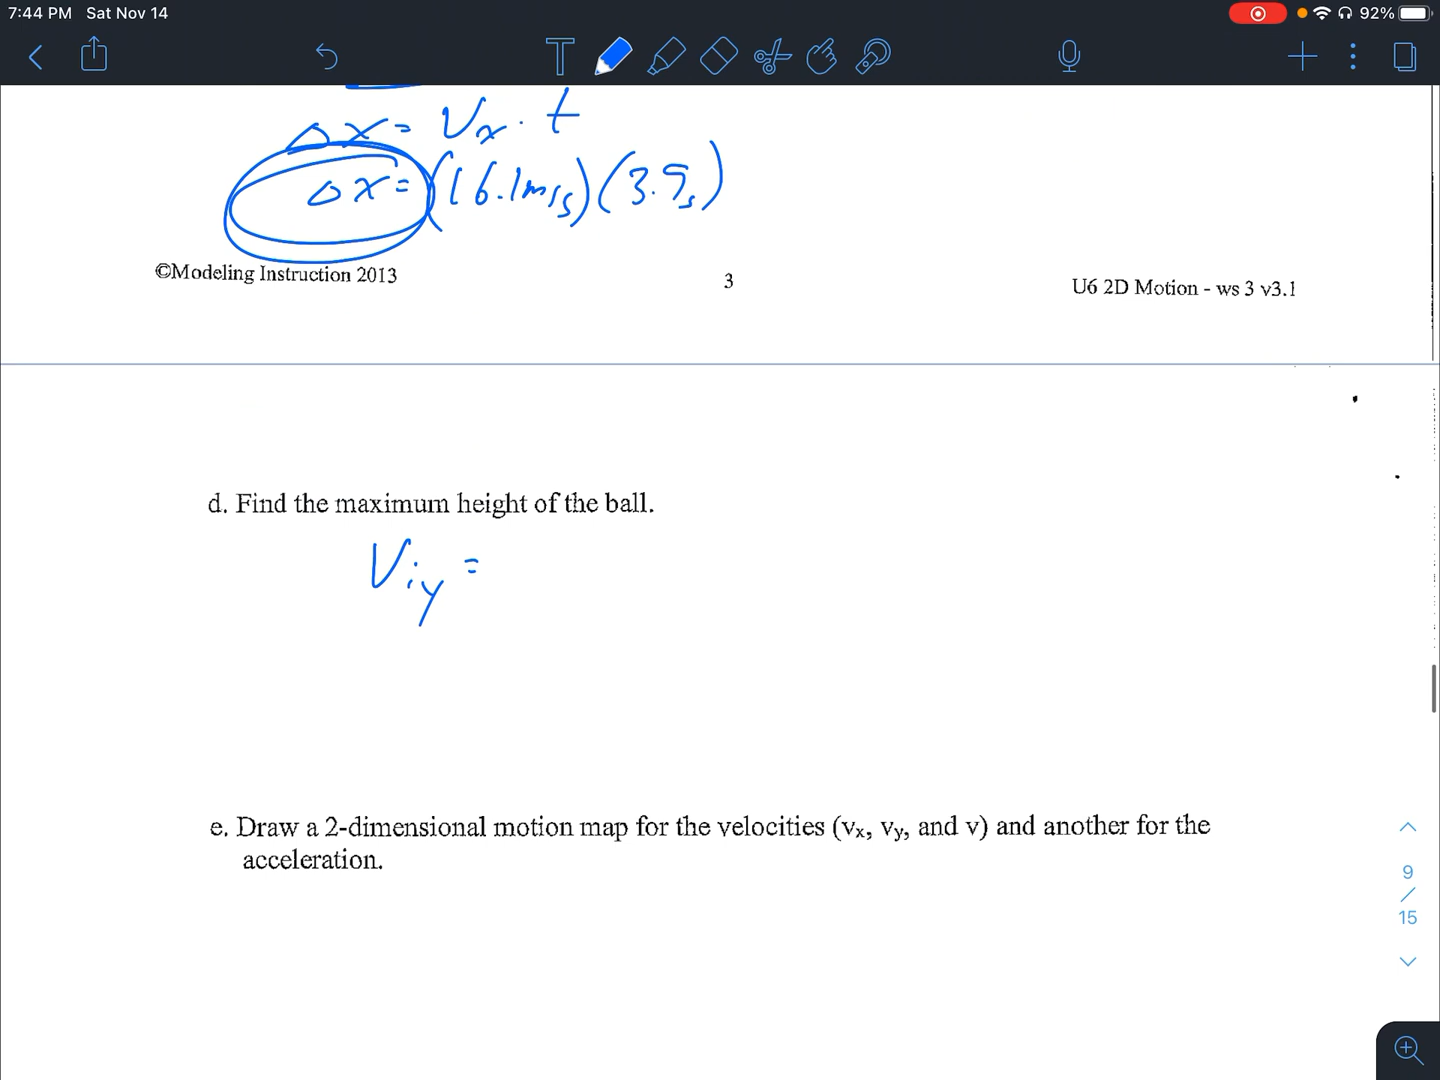 7:44 PM Sat Nov 14
92%
T
Δx = Vx · t
Δx = (16.1m/s)(3.9s)
©Modeling Instruction 2013
3
U6 2D Motion - ws 3 v3.1
d. Find the maximum height of the ball.
Viy =
e. Draw a 2-dimensional motion map for the velocities (vx, vy, and v) and another for the
acceleration.
9
/
15